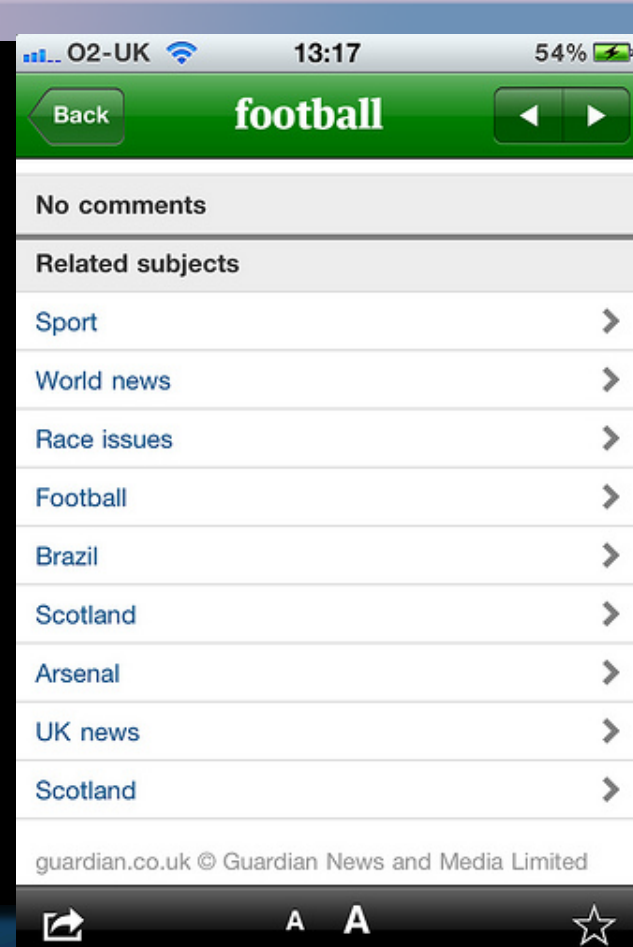 O2-UK 13:17 54%
Back football
No comments
Related subjects
Sport
World news
Race issues
Football
Brazil
Scotland
Arsenal
UK news
Scotland
guardian.co.uk © Guardian News and Media Limited
A A